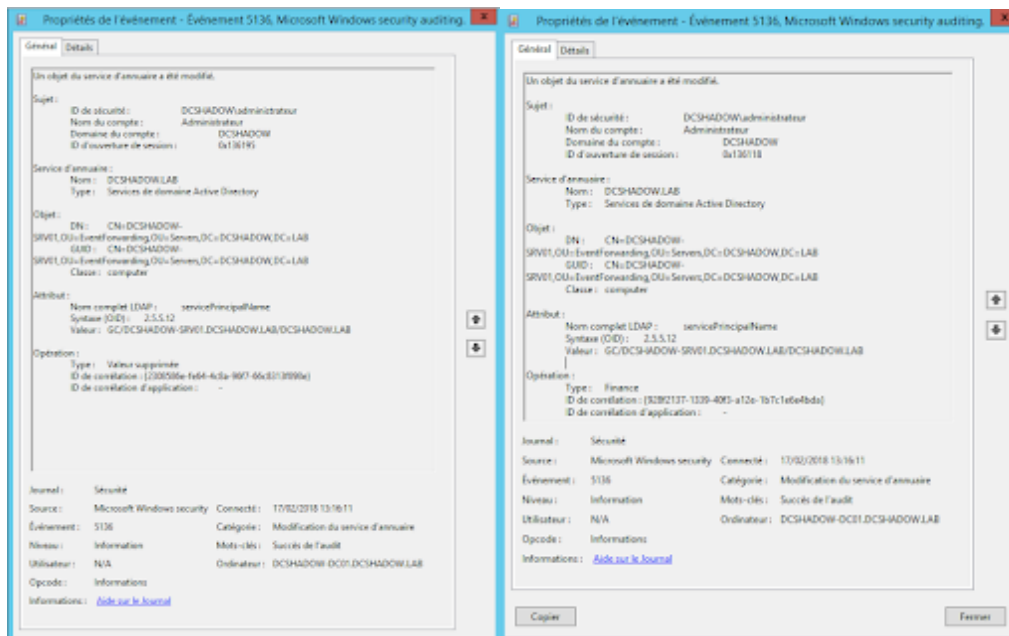 Propriétés de l'événement - Événement 5136, Microsoft Windows security auditing.
Général Détails
Un objet du service d'annuaire a été modifié.
Sujet :
ID de sécurité : DCSHADOW\administrateur
Nom du compte : Administrateur
Domaine du compte : DCSHADOW
ID d'ouverture de session : 0x136195
Service d'annuaire :
Nom : DCSHADOW.LAB
Type : Services de domaine Active Directory
Objet :
DN : CN=DCSHADOW-
SRV01,OU=EventForwarding,OU=Servers,DC=DCSHADOW,DC=LAB
GUID : CN=DCSHADOW-
SRV01,OU=EventForwarding,OU=Servers,DC=DCSHADOW,DC=LAB
Classe : computer
Attribut :
Nom complet LDAP : servicePrincipalName
Syntaxe (OID) : 2.5.5.12
Valeur : GC/DCSHADOW-SRV01.DCSHADOW.LAB/DCSHADOW.LAB
Opération :
Type : Valeur supprimée
ID de corrélation :
ID de corrélation d'application : -
Journal : Sécurité
Source : Microsoft Windows security Connecté : 17/02/2018 13:16:11
Événement : 5136 Catégorie : Modification du service d'annuaire
Niveau : Information Mots-clés : Succès de l'audit
Utilisateur : N/A Ordinateur : DCSHADOW-DC01.DCSHADOW.LAB
Opcode : Informations
Informations : Aide sur le Journal
Propriétés de l'événement - Événement 5136, Microsoft Windows security auditing.
Général Détails
Un objet du service d'annuaire a été modifié.
Sujet :
ID de sécurité : DCSHADOW\administrateur
Nom du compte : Administrateur
Domaine du compte : DCSHADOW
ID d'ouverture de session : 0x136118
Service d'annuaire :
Nom : DCSHADOW.LAB
Type : Services de domaine Active Directory
Objet :
DN : CN=DCSHADOW-
SRV01,OU=EventForwarding,OU=Servers,DC=DCSHADOW,DC=LAB
GUID : CN=DCSHADOW-
SRV01,OU=EventForwarding,OU=Servers,DC=DCSHADOW,DC=LAB
Classe : computer
Attribut :
Nom complet LDAP : servicePrincipalName
Syntaxe (OID) : 2.5.5.12
Valeur : GC/DCSHADOW-SRV01.DCSHADOW.LAB/DCSHADOW.LAB
Opération :
Type : Finance
ID de corrélation : {928f2137-1339-40f3-a12e-1b7c1e6e4bda}
ID de corrélation d'application : -
Journal : Sécurité
Source : Microsoft Windows security Connecté : 17/02/2018 13:16:11
Événement : 5136 Catégorie : Modification du service d'annuaire
Niveau : Information Mots-clés : Succès de l'audit
Utilisateur : N/A Ordinateur : DCSHADOW-DC01.DCSHADOW.LAB
Opcode : Informations
Informations : Aide sur le Journal
Copier Fermer